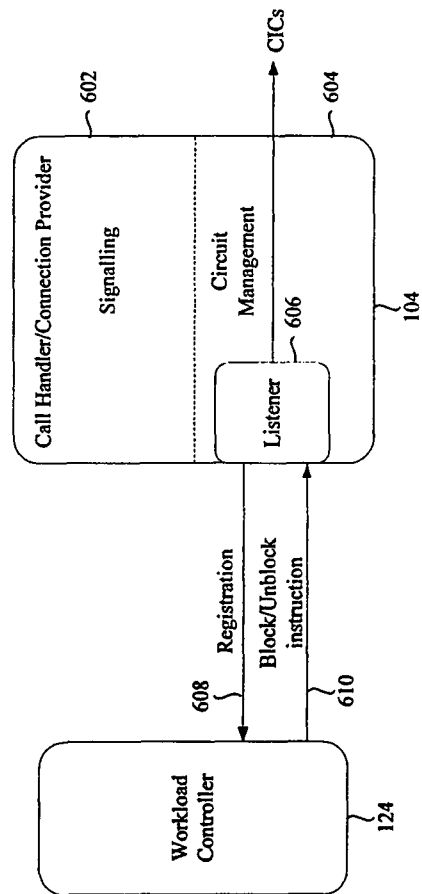 Call Handler/Connection Provider
602
Signalling
Circuit
Management
604
Listener
606
CICs
104
608
Registration
Block/Unblock
instruction
610
Workload
Controller
124